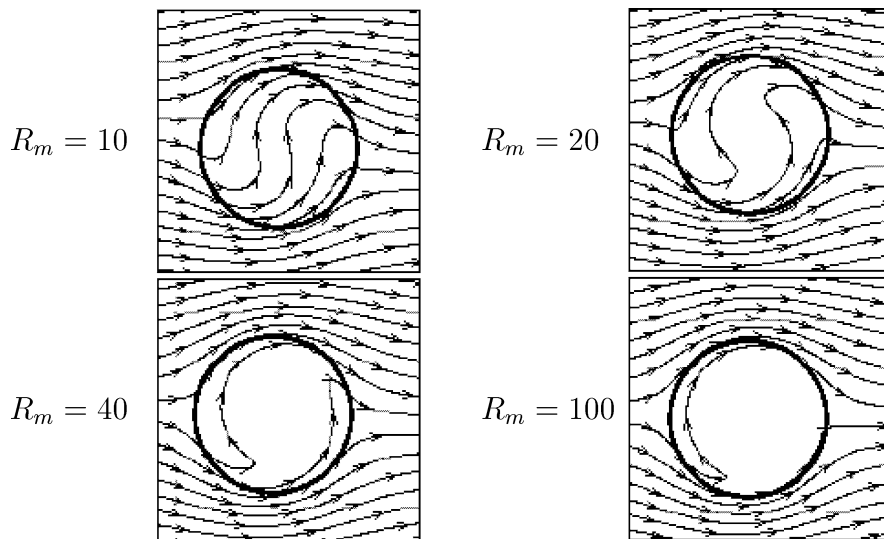 R_m = 10
R_m = 20
R_m = 40
R_m = 100